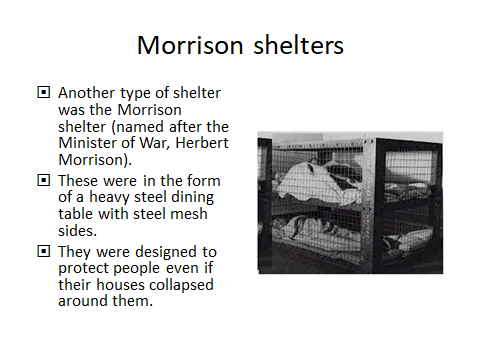 Morrison shelters
Another type of shelter
was the Morrison
shelter (named after the
Minister of War, Herbert
Morrison).
These were in the form
of a heavy steel dining
table with steel mesh
sides.
They were designed to
protect people even if
their houses collapsed
around them.